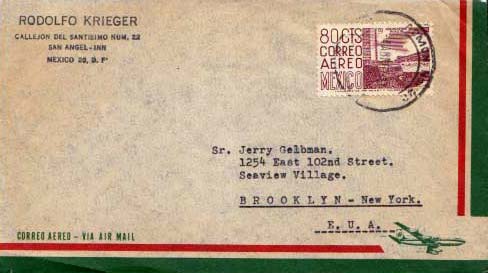 RODOLFO KRIEGER
CALLEJON DEL SANTISIMO NUM. 22
SAN ANGEL-INN
MEXICO 20, D. F.
80 CTS
CORREO
AEREO
MEXICO
Sr. Jerry Gelbman.
1254 East 102nd Street.
Seaview Village.
BROOKLYN - New York.
E. U. A.
CORREO AEREO - VIA AIR MAIL